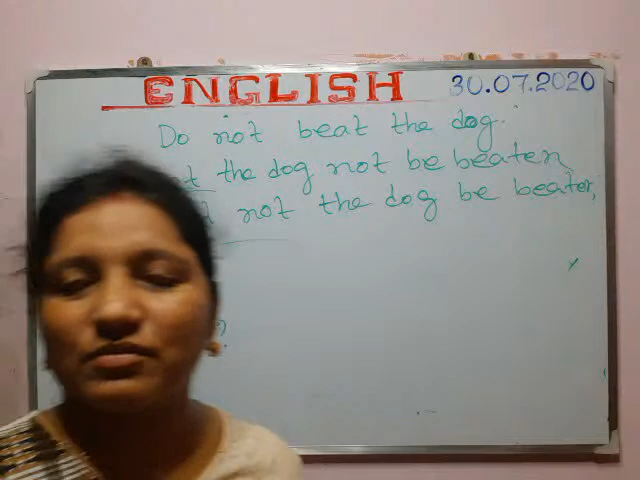 ENGLISH 30.07.2020
Do not beat the dog.
the dog not be beaten
not the dog be beaten,